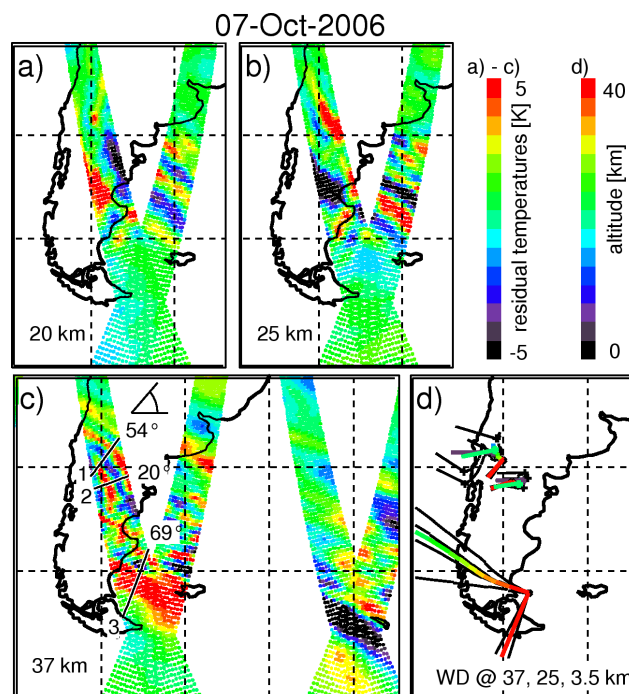 07-Oct-2006
a)
20 km
b)
25 km
a) - c)
5
residual temperatures [K]
-5
d)
40
altitude [km]
0
c)
54°
1
2
20°
69°
3
37 km
d)
WD @ 37, 25, 3.5 km